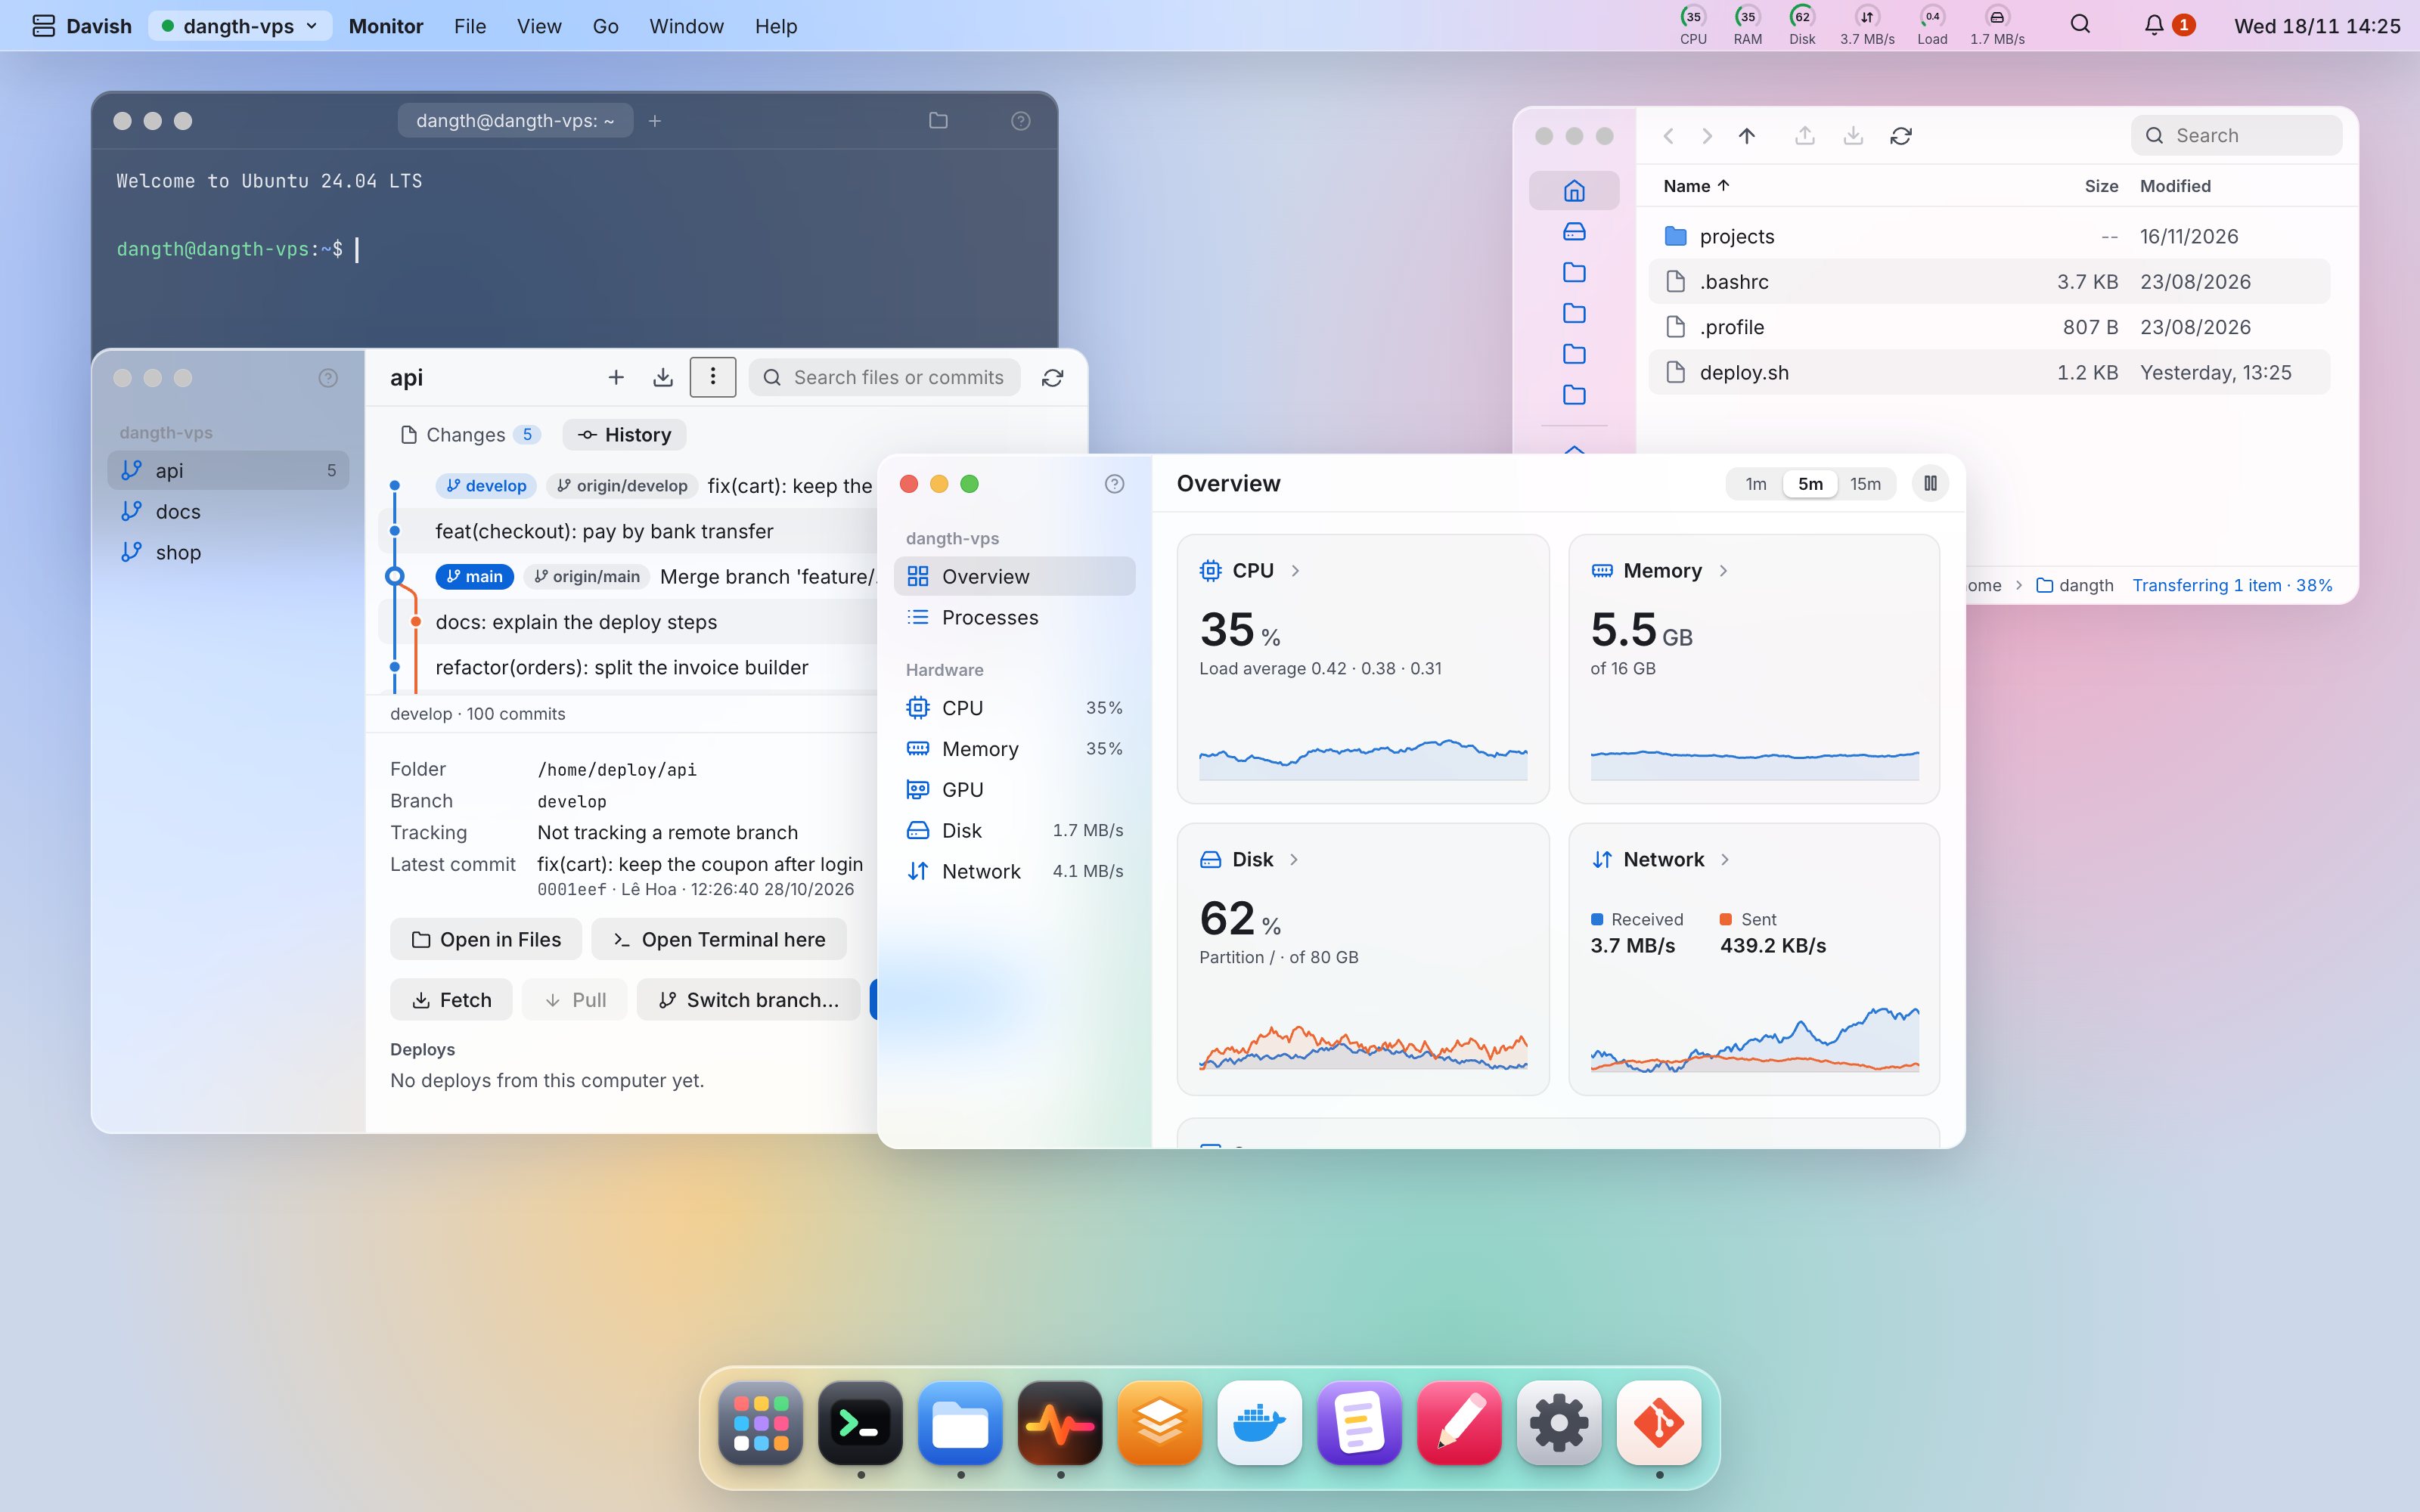 Davish dangth-vps Monitor File View Go Window Help
35 CPU 35 RAM 62 Disk 3.7 MB/s 0.4 Load 1.7 MB/s 1 Wed 18/11 14:25
dangth@dangth-vps: ~
Welcome to Ubuntu 24.04 LTS
dangth@dangth-vps:~$
Search
Name Size Modified
projects -- 16/11/2026
.bashrc 3.7 KB 23/08/2026
.profile 807 B 23/08/2026
deploy.sh 1.2 KB Yesterday, 13:25
dangth Transferring 1 item · 38%
dangth-vps
api 5
docs
shop
api
Search files or commits
Changes 5 History
develop origin/develop fix(cart): keep the
feat(checkout): pay by bank transfer
main origin/main Merge branch 'feature/
docs: explain the deploy steps
refactor(orders): split the invoice builder
develop · 100 commits
Folder /home/deploy/api
Branch develop
Tracking Not tracking a remote branch
Latest commit fix(cart): keep the coupon after login
0001eef · Lê Hoa · 12:26:40 28/10/2026
Open in Files Open Terminal here
Fetch Pull Switch branch...
Deploys
No deploys from this computer yet.
dangth-vps
Overview
Processes
Hardware
CPU 35%
Memory 35%
GPU
Disk 1.7 MB/s
Network 4.1 MB/s
Overview
1m 5m 15m
CPU
35 %
Load average 0.42 · 0.38 · 0.31
Memory
5.5 GB
of 16 GB
Disk
62 %
Partition / · of 80 GB
Network
Received Sent
3.7 MB/s 439.2 KB/s